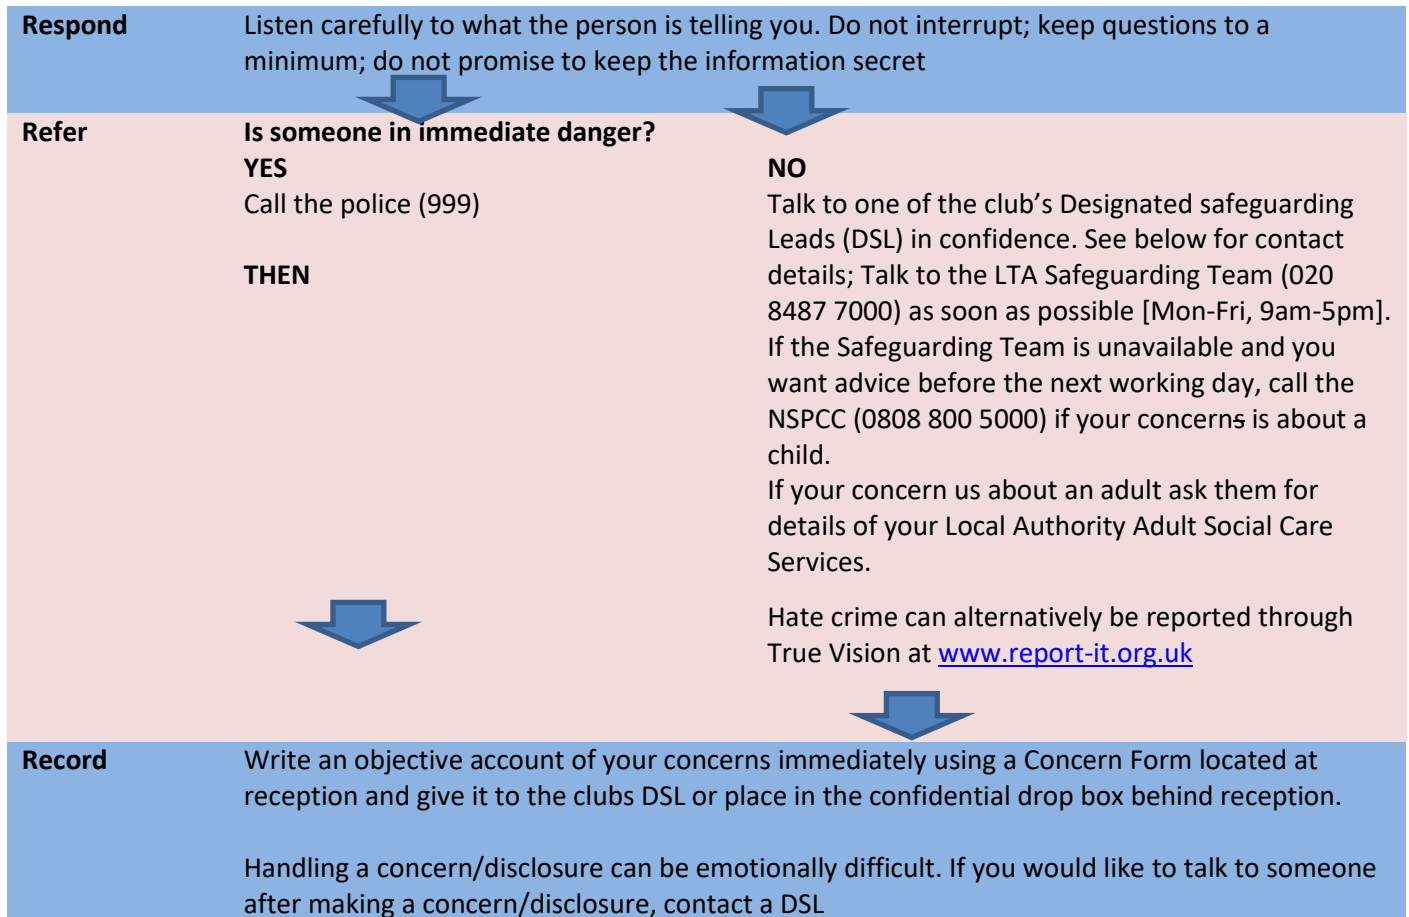 Respond
Listen carefully to what the person is telling you. Do not interrupt; keep questions to a
minimum; do not promise to keep the information secret
Refer
Is someone in immediate danger?
YES
Call the police (999)
THEN
NO
Talk to one of the club’s Designated safeguarding
Leads (DSL) in confidence. See below for contact
details; Talk to the LTA Safeguarding Team (020
8487 7000) as soon as possible [Mon-Fri, 9am-5pm].
If the Safeguarding Team is unavailable and you
want advice before the next working day, call the
NSPCC (0808 800 5000) if your concerns is about a
child.
If your concern us about an adult ask them for
details of your Local Authority Adult Social Care
Services.
Hate crime can alternatively be reported through
True Vision at www.report-it.org.uk
Record
Write an objective account of your concerns immediately using a Concern Form located at
reception and give it to the clubs DSL or place in the confidential drop box behind reception.
Handling a concern/disclosure can be emotionally difficult. If you would like to talk to someone
after making a concern/disclosure, contact a DSL